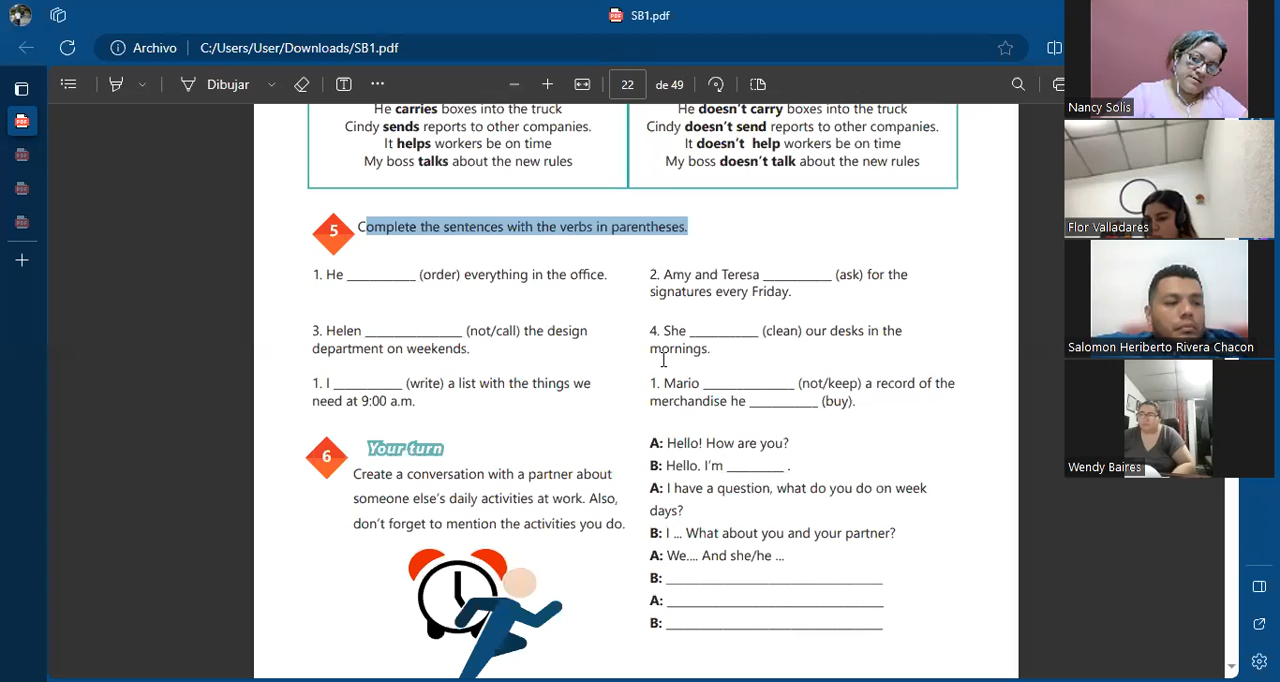 SB1.pdf
Archivo
C:/Users/User/Downloads/SB1.pdf
Dibujar
22
de 49
He carries boxes into the truck
Cindy sends reports to other companies.
It helps workers be on time
My boss talks about the new rules
He doesn't carry boxes into the truck
Cindy doesn't send reports to other companies.
It doesn't help workers be on time
My boss doesn't talk about the new rules
5
Complete the sentences with the verbs in parentheses.
1. He __________ (order) everything in the office.
2. Amy and Teresa __________ (ask) for the
signatures every Friday.
3. Helen ______________ (not/call) the design
department on weekends.
4. She __________ (clean) our desks in the
mornings.
1. I __________ (write) a list with the things we
need at 9:00 a.m.
1. Mario _____________ (not/keep) a record of the
merchandise he __________ (buy).
6
Your turn
Create a conversation with a partner about
someone else's daily activities at work. Also,
don't forget to mention the activities you do.
A: Hello! How are you?
B: Hello. I'm ________ .
A: I have a question, what do you do on week
days?
B: I ... What about you and your partner?
A: We.... And she/he ...
B: ________________________________
A: ________________________________
B: ________________________________
Nancy Solis
Flor Valladares
Salomon Heriberto Rivera Chacon
Wendy Baires